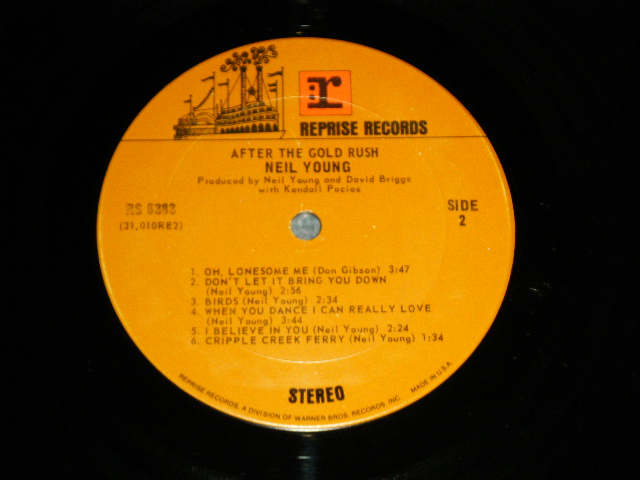 r
REPRISE RECORDS
AFTER THE GOLD RUSH
NEIL YOUNG
Produced by Neil Young and David Briggs
with Kendall Pacios
RS 6383
(31,010RE2)
SIDE
2
1. OH, LONESOME ME (Don Gibson) 3:47
2. DON'T LET IT BRING YOU DOWN
(Neil Young) 2:56
3. BIRDS (Neil Young) 2:34
4. WHEN YOU DANCE I CAN REALLY LOVE
(Neil Young) 3:44
5. I BELIEVE IN YOU (Neil Young) 2:24
6. CRIPPLE CREEK FERRY (Neil Young) 1:34
STEREO
REPRISE RECORDS, A DIVISION OF WARNER BROS. RECORDS, INC. MADE IN U.S.A.